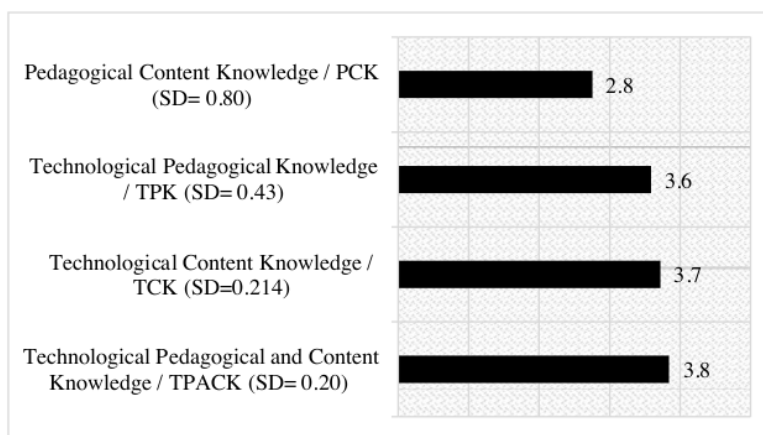 Pedagogical Content Knowledge / PCK
(SD= 0.80)
2.8
Technological Pedagogical Knowledge
/ TPK (SD= 0.43)
3.6
Technological Content Knowledge /
TCK (SD=0.214)
3.7
Technological Pedagogical and Content
Knowledge / TPACK (SD= 0.20)
3.8